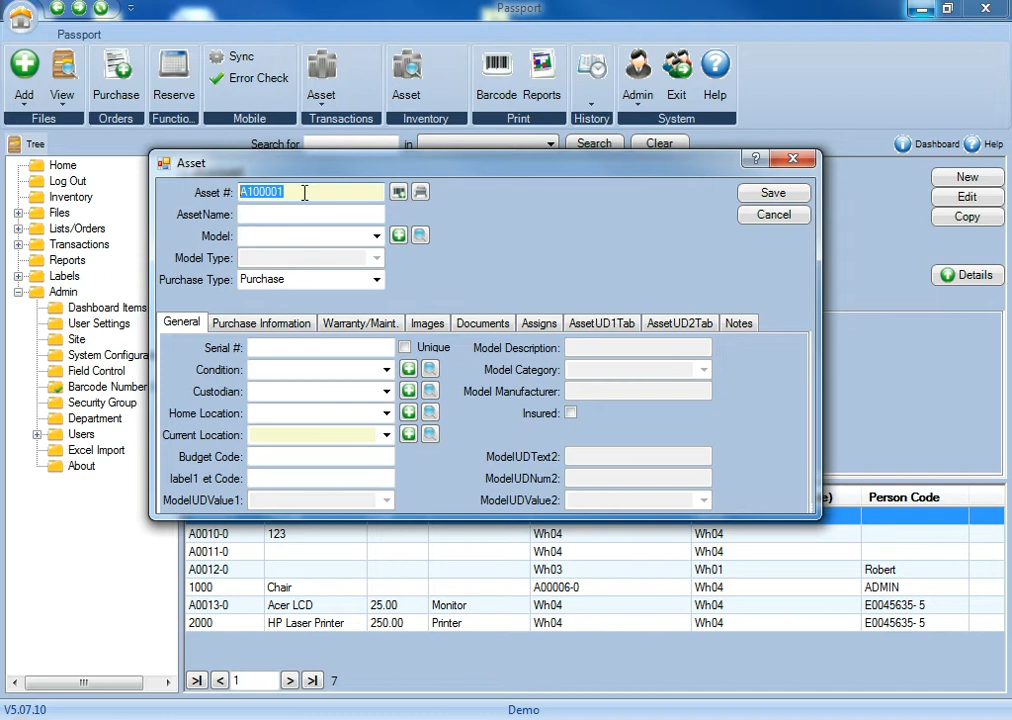 Passport
Passport
Add
View
Purchase
Reserve
Sync
Error Check
Asset
Asset
Barcode
Reports
Admin
Exit
Help
Files
Orders
Functio...
Mobile
Transactions
Inventory
Print
History
System
Tree
Search for
in
Search
Clear
Dashboard
Help
Home
Log Out
Inventory
Files
Lists/Orders
Transactions
Reports
Labels
Admin
Dashboard Items
User Settings
Site
System Configura
Field Control
Barcode Number
Security Group
Department
Users
Excel Import
About
New
Edit
Copy
Details
Asset
?
Asset #: A100001
AssetName:
Model:
Model Type:
Purchase Type: Purchase
Save
Cancel
General
Purchase Information
Warranty/Maint.
Images
Documents
Assigns
AssetUD1Tab
AssetUD2Tab
Notes
Serial #:
Unique
Model Description:
Condition:
Model Category:
Custodian:
Model Manufacturer:
Home Location:
Insured:
Current Location:
Budget Code:
ModelUDText2:
label1 et Code:
ModelUDNum2:
ModelUDValue1:
ModelUDValue2:
) Person Code
A0010-0 123 Wh04 Wh04
A0011-0 Wh04 Wh04
A0012-0 Wh03 Wh01 Robert
1000 Chair A00006-0 Wh04 ADMIN
A0013-0 Acer LCD 25.00 Monitor Wh04 Wh04 E0045635- 5
2000 HP Laser Printer 250.00 Printer Wh04 Wh04 E0045635- 5
>| < 1 > >| 7
V5.07.10
Demo